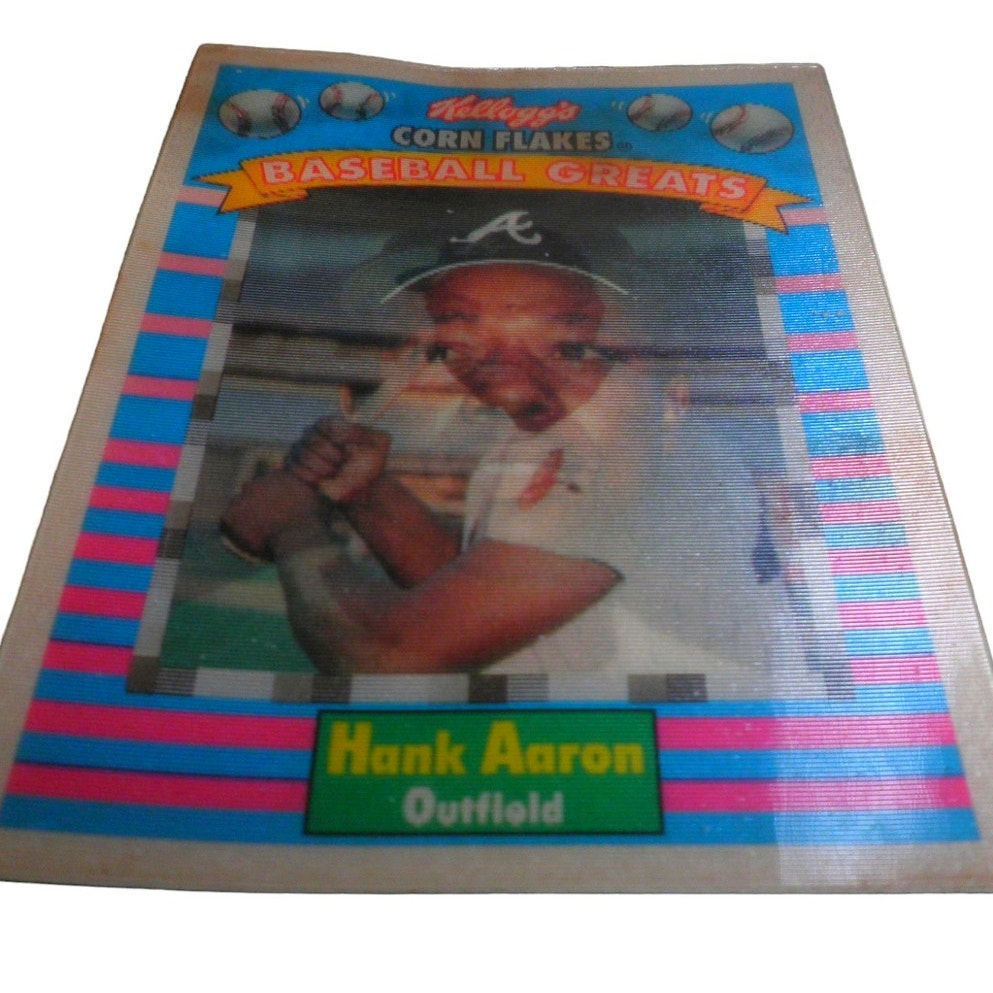 Kellogg's
CORN FLAKES
BASEBALL GREATS
A
Hank Aaron
Outfield